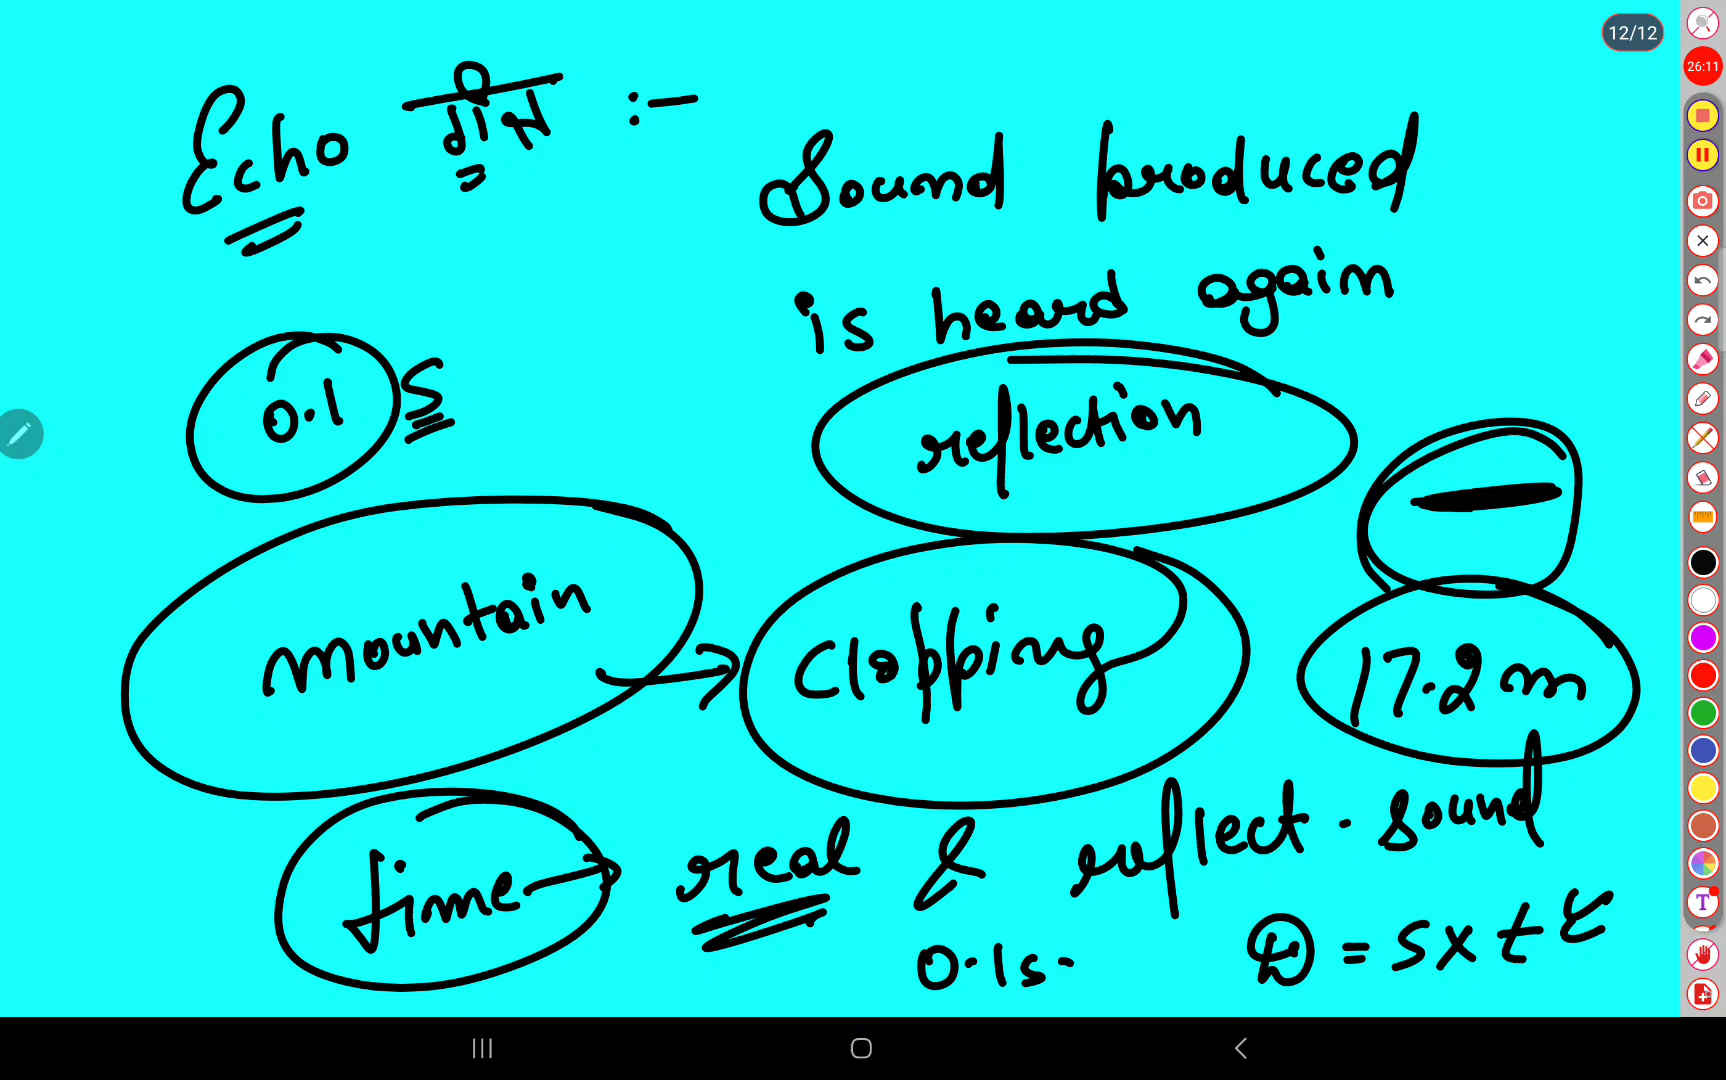 Echo :-
Sound produced
is heard again
0.1 s
reflection
mountain → Clapping
17.2 m
time → real & reflect. sound
0.1s.
D = S x t
12/12
26:11
T